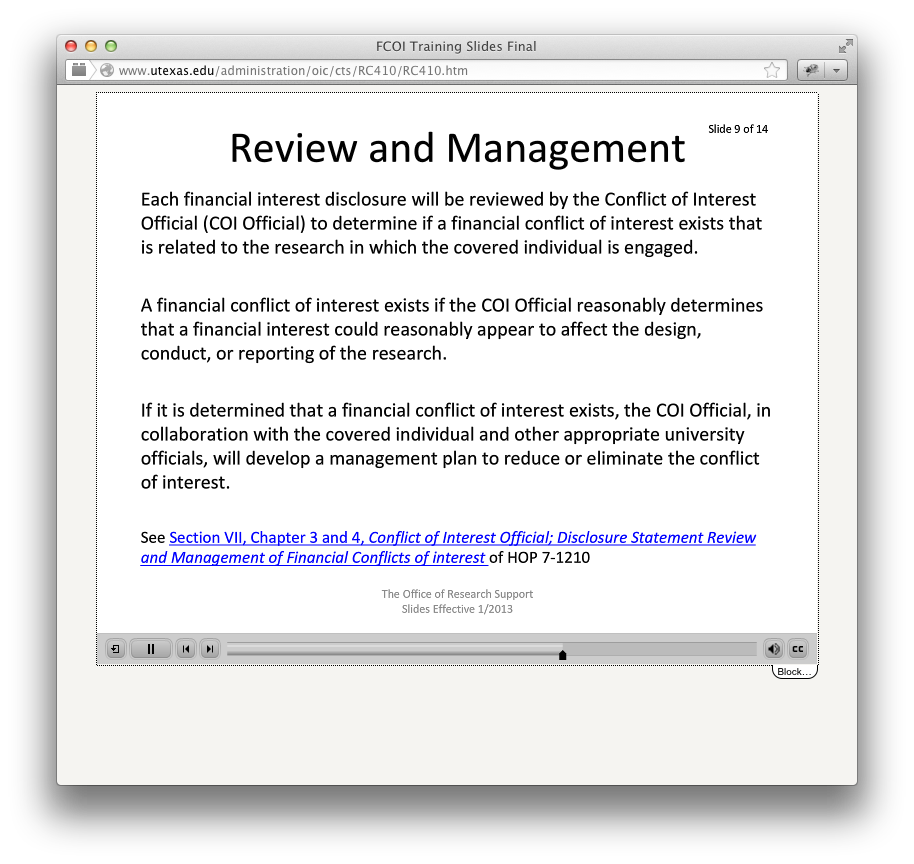 FCOI Training Slides Final
www.utexas.edu/administration/oic/cts/RC410/RC410.htm
Slide 9 of 14
Review and Management
Each financial interest disclosure will be reviewed by the Conflict of Interest
Official (COI Official) to determine if a financial conflict of interest exists that
is related to the research in which the covered individual is engaged.
A financial conflict of interest exists if the COI Official reasonably determines
that a financial interest could reasonably appear to affect the design,
conduct, or reporting of the research.
If it is determined that a financial conflict of interest exists, the COI Official, in
collaboration with the covered individual and other appropriate university
officials, will develop a management plan to reduce or eliminate the conflict
of interest.
See Section VII, Chapter 3 and 4, Conflict of Interest Official; Disclosure Statement Review
and Management of Financial Conflicts of interest of HOP 7-1210
The Office of Research Support
Slides Effective 1/2013
CC
Block...